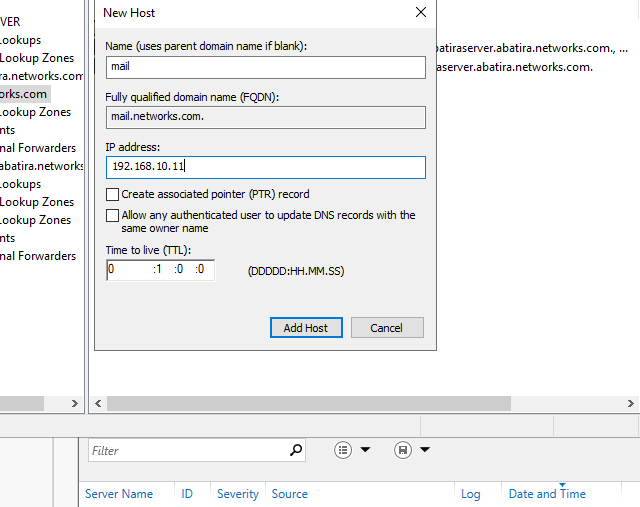 New Host
VER
Lookups
Lookup Zones
tira.networks.com
orks.com
Lookup Zones
nts
nal Forwarders
abatira.networks
Lookups
Lookup Zones
Lookup Zones
nts
nal Forwarders
Name (uses parent domain name if blank):
mail
Fully qualified domain name (FQDN):
mail.networks.com.
IP address:
192.168.10.11
Create associated pointer (PTR) record
Allow any authenticated user to update DNS records with the
same owner name
Time to live (TTL):
0 :1 :0 :0 (DDDDD:HH.MM.SS)
Add Host Cancel
batiraserver.abatira.networks.com., ...
raserver.abatira.networks.com.
Filter
Server Name ID Severity Source Log Date and Time